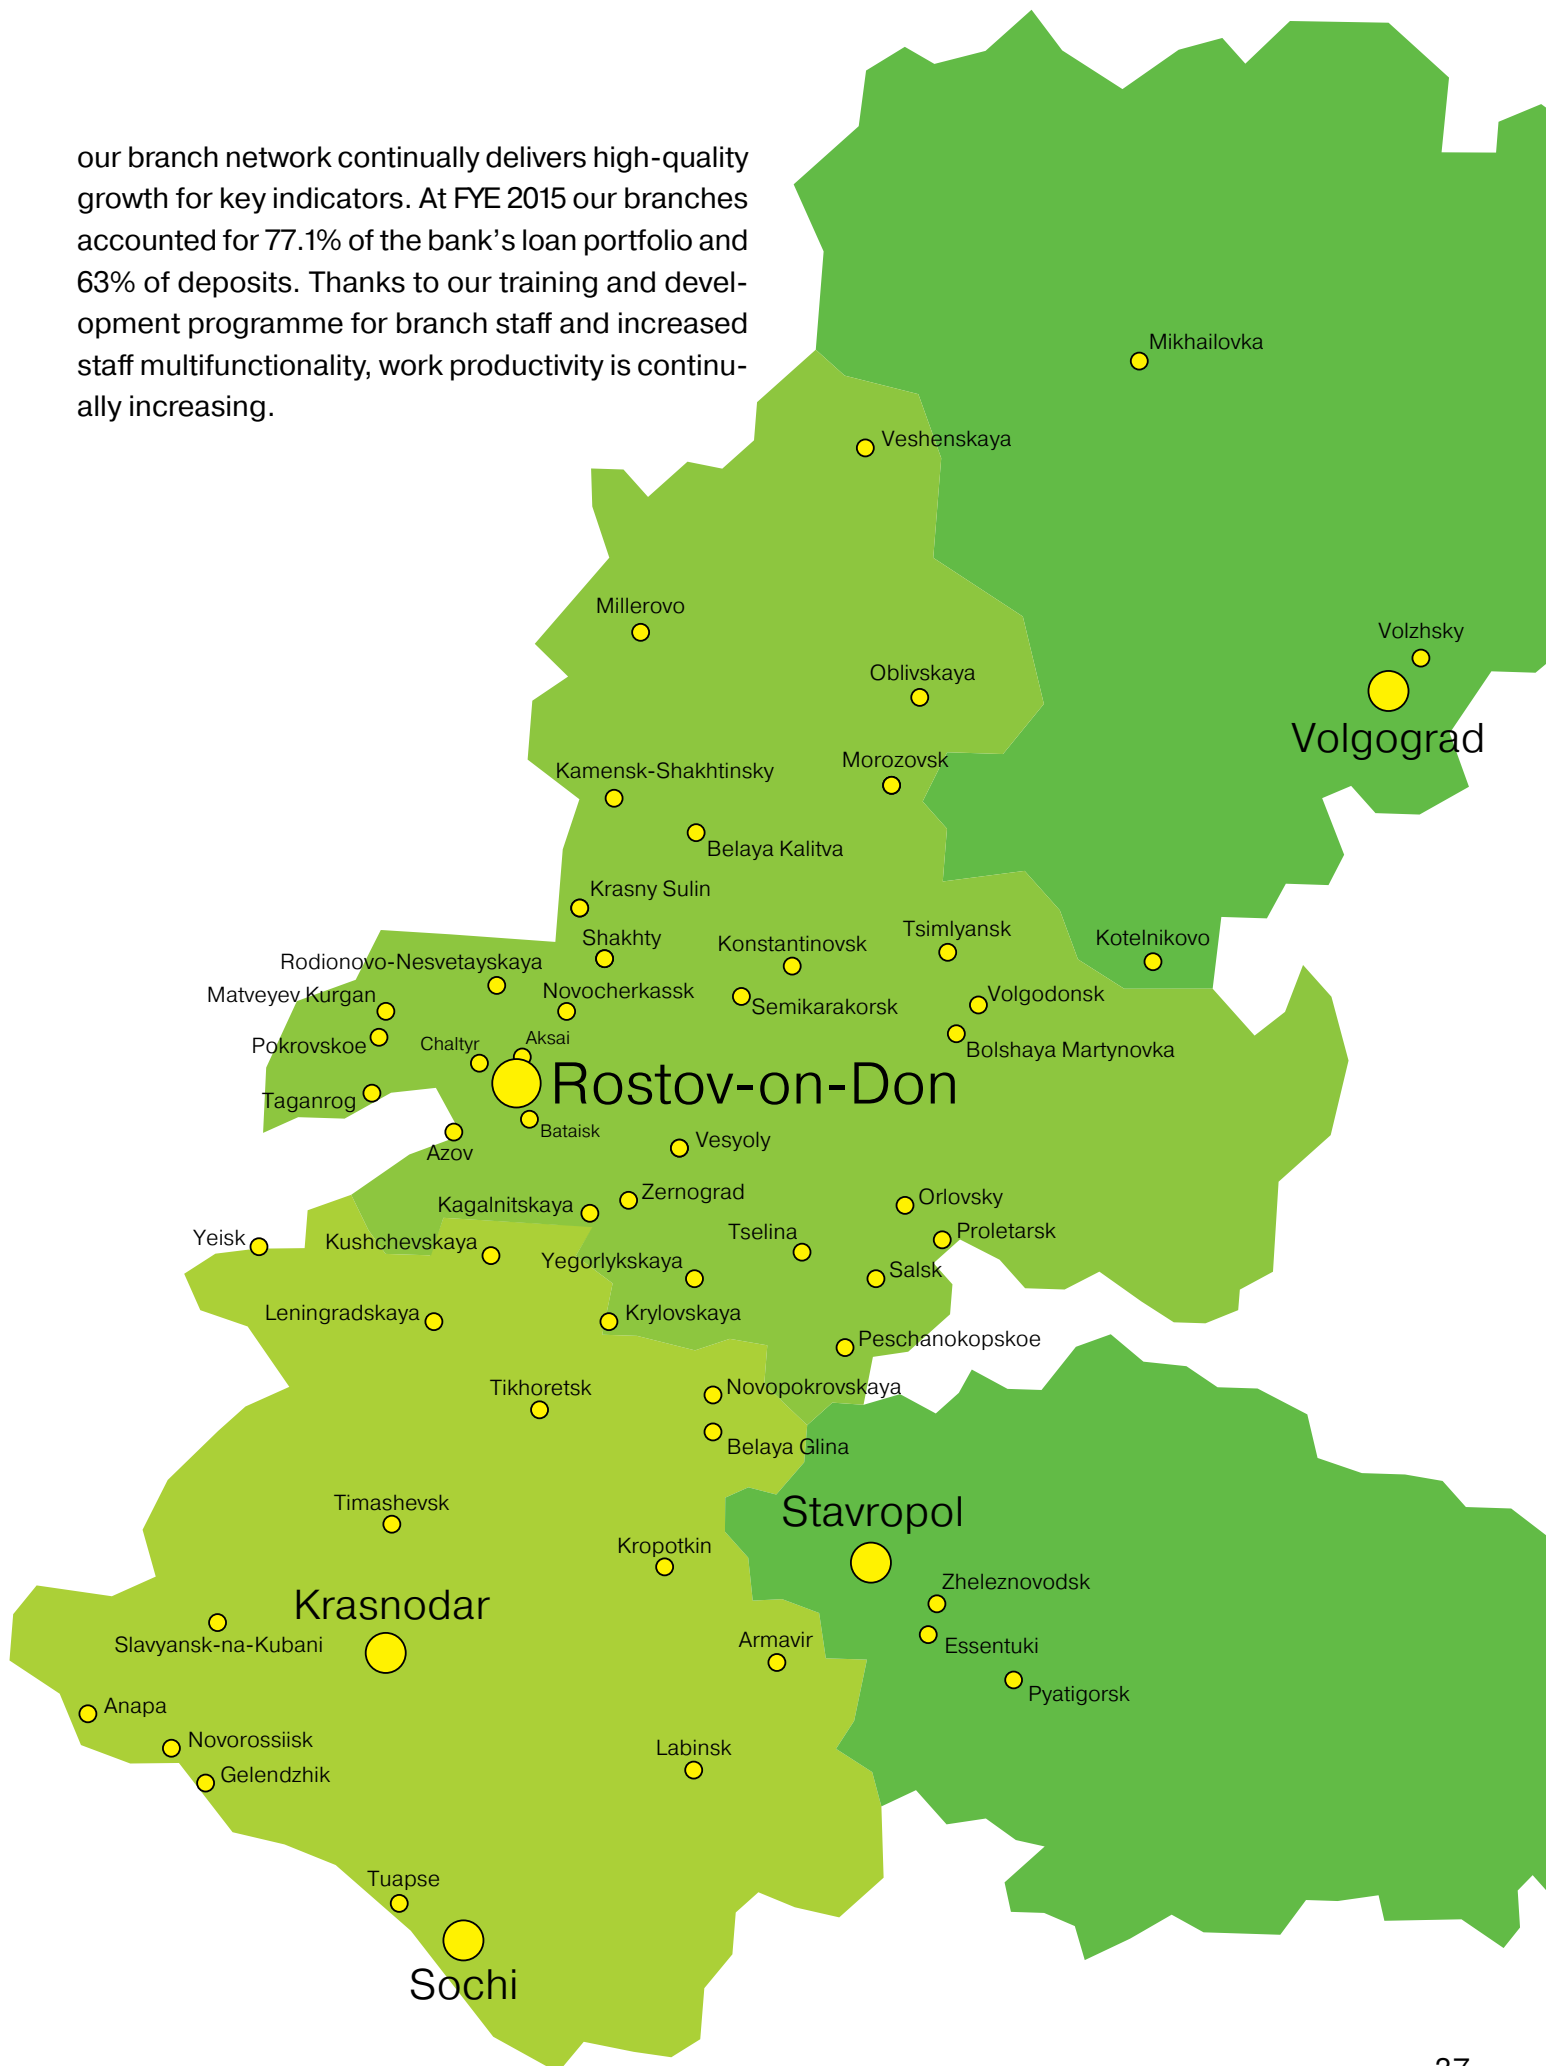 our branch network continually delivers high-quality
growth for key indicators. At FYE 2015 our branches
accounted for 77.1% of the bank's loan portfolio and
63% of deposits. Thanks to our training and devel-
opment programme for branch staff and increased
staff multifunctionality, work productivity is continu-
ally increasing.
Mikhailovka
Veshenskaya
Millerovo
Volzhsky
Oblivskaya
Volgograd
Morozovsk
Kamensk-Shakhtinsky
Belaya Kalitva
Krasny Sulin
Tsimlyansk
Shakhty
Konstantinovsk
Kotelnikovo
Rodionovo-Nesvetayskaya
Matveyev Kurgan
Novocherkassk
Volgodonsk
Semikarakorsk
Pokrovskoe
Chaltyr
Aksai
Bolshaya Martynovka
Rostov-on-Don
Taganrog
Bataisk
Azov
Vesyoly
Zernograd
Orlovsky
Kagalnitskaya
Proletarsk
Yeisk
Kushchevskaya
Tselina
Yegorlykskaya
Salsk
Leningradskaya
Krylovskaya
Peschanokopskoe
Tikhoretsk
Novopokrovskaya
Belaya Glina
Timashevsk
Stavropol
Kropotkin
Zheleznovodsk
Krasnodar
Slavyansk-na-Kubani
Armavir
Essentuki
Pyatigorsk
Anapa
Novorossiisk
Labinsk
Gelendzhik
Tuapse
Sochi